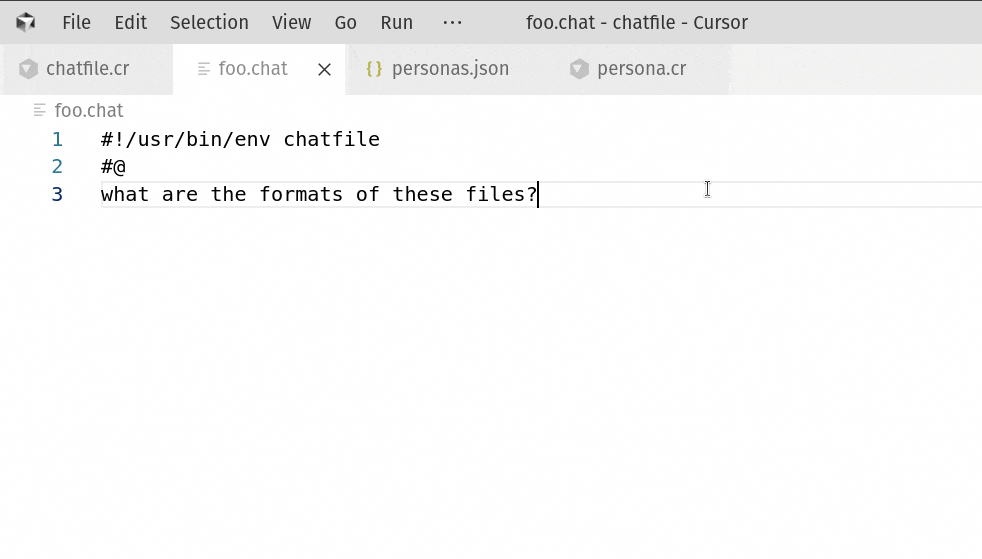 File Edit Selection View Go Run ··· foo.chat - chatfile - Cursor
chatfile.cr foo.chat {} personas.json persona.cr
foo.chat
1 #!/usr/bin/env chatfile
2 #@
3 what are the formats of these files?